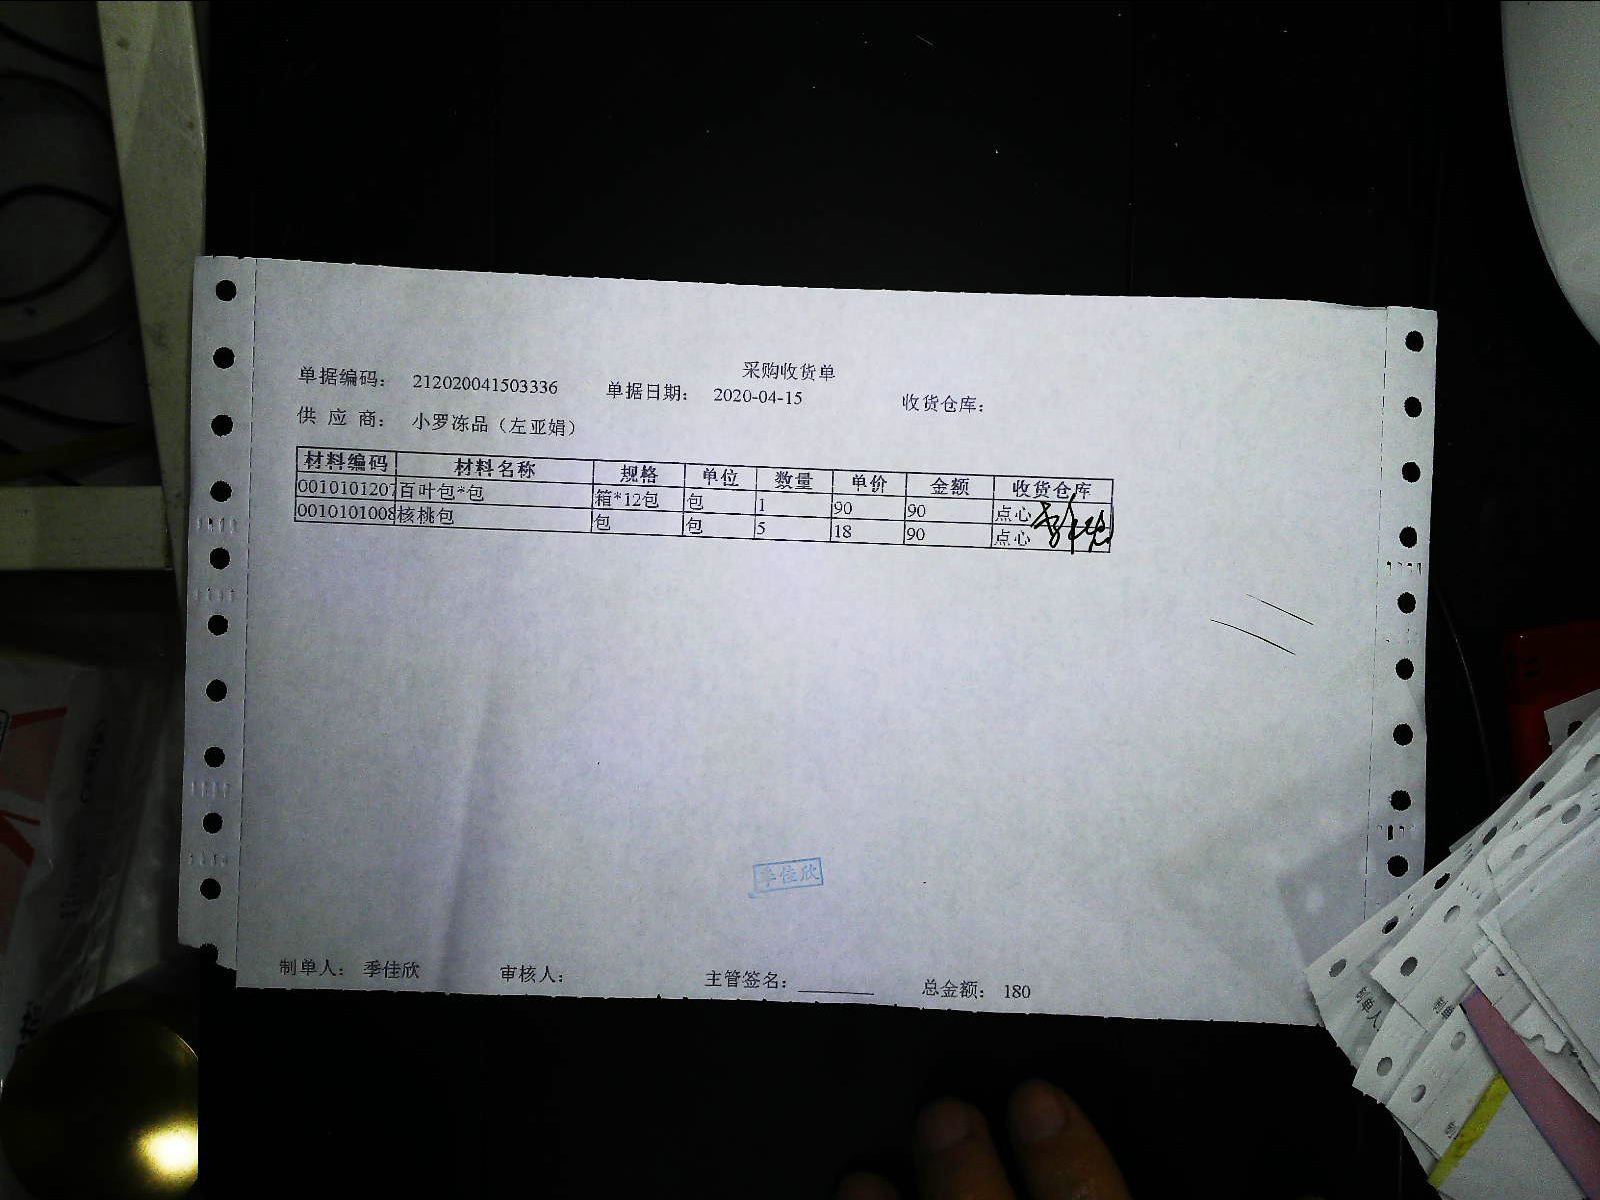 采购收货单
单据编码： 212020041503336 单据日期： 2020-04-15 收货仓库：
供 应 商： 小罗冻品（左亚娟）
材料编码 材料名称 规格 单位 数量 单价 金额 收货仓库
0010101207 百叶包*包 箱*12包 包 1 90 90 点心
0010101008 核桃包 包 包 5 18 90 点心
季佳欣
制单人： 季佳欣 审核人： 主管签名： 总金额： 180
制单人